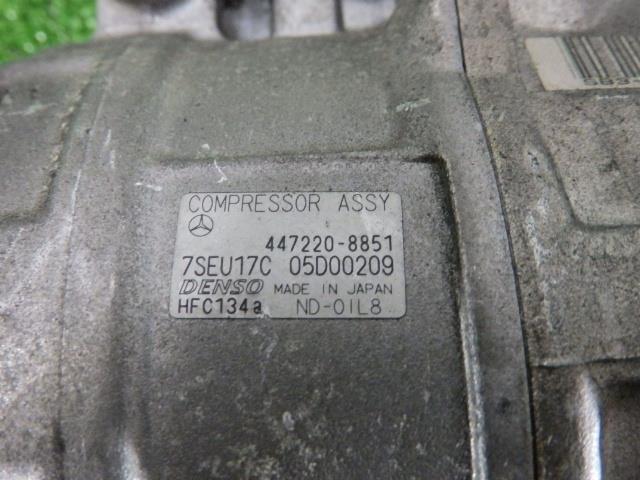 COMPRESSOR ASSY
447220-8851
7SEU17C 05D00209
DENSO MADE IN JAPAN
HFC134a ND-OIL8